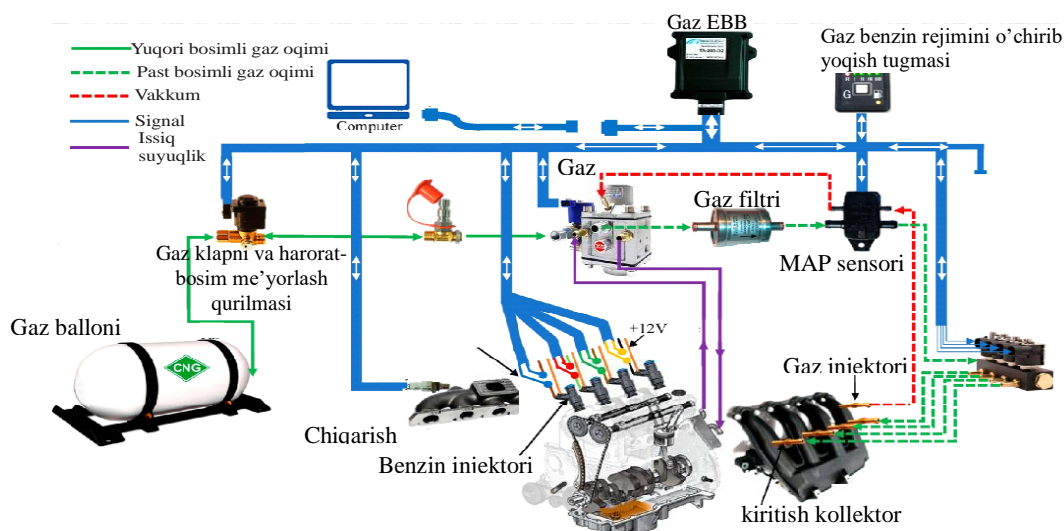 Gaz EBB
Gaz benzin rejimini o’chirib
yoqish tugmasi
Yuqori bosimli gaz oqimi
Past bosimli gaz oqimi
Vakkum
Signal
Issiq
suyuqlik
Computer
G
Gaz
Gaz filtri
MAP sensori
Gaz klapni va harorat-
bosim me’yorlash
qurilmasi
Gaz balloni
CNG
+12V
Gaz injektori
Chiqarish
Benzin injektori
kiritish kollektor